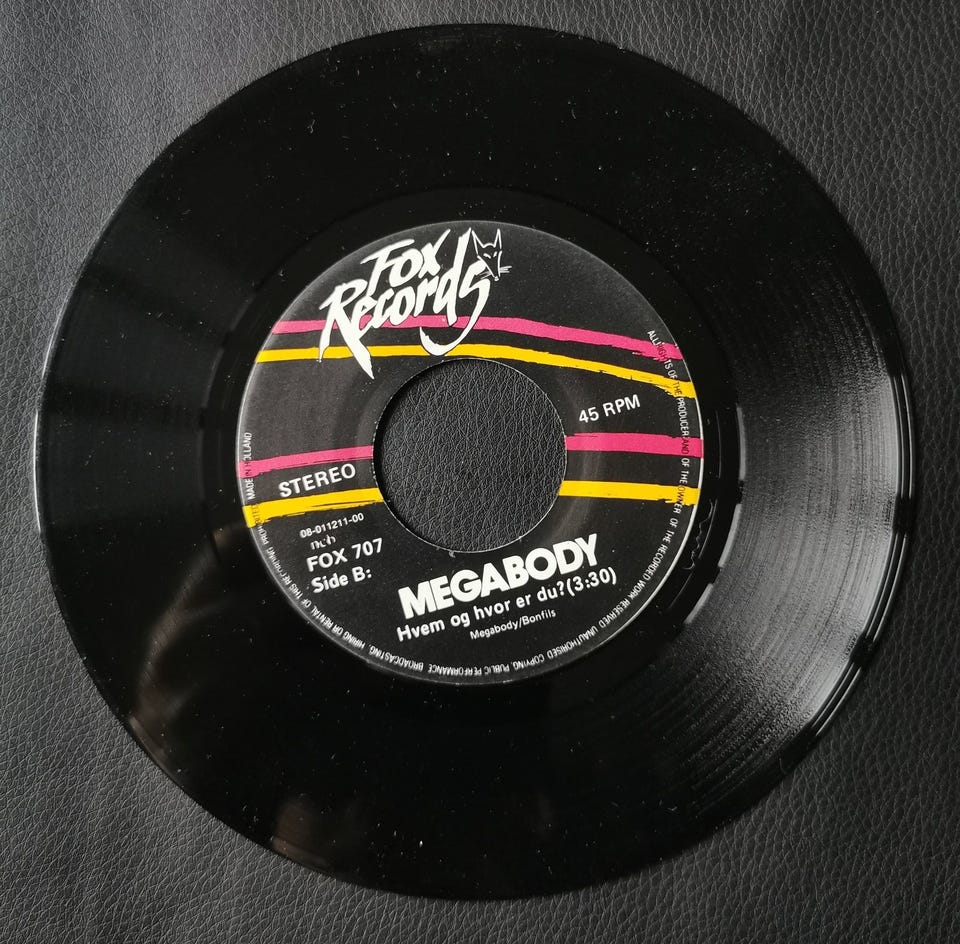 Fox
Records
45 RPM
STEREO
08-011211-00
ncb
FOX 707
Side B:
MEGABODY
Hvem og hvor er du? (3:30)
Megabody/Bonfils
ALL RIGHTS OF THE PRODUCER AND OF THE OWNER OF THE RECORDED WORK RESERVED UNAUTHORISED COPYING PUBLIC PERFORMANCE BROADCASTING HIRING OR RENTAL OF THIS RECORDING PROHIBITED MADE IN HOLLAND